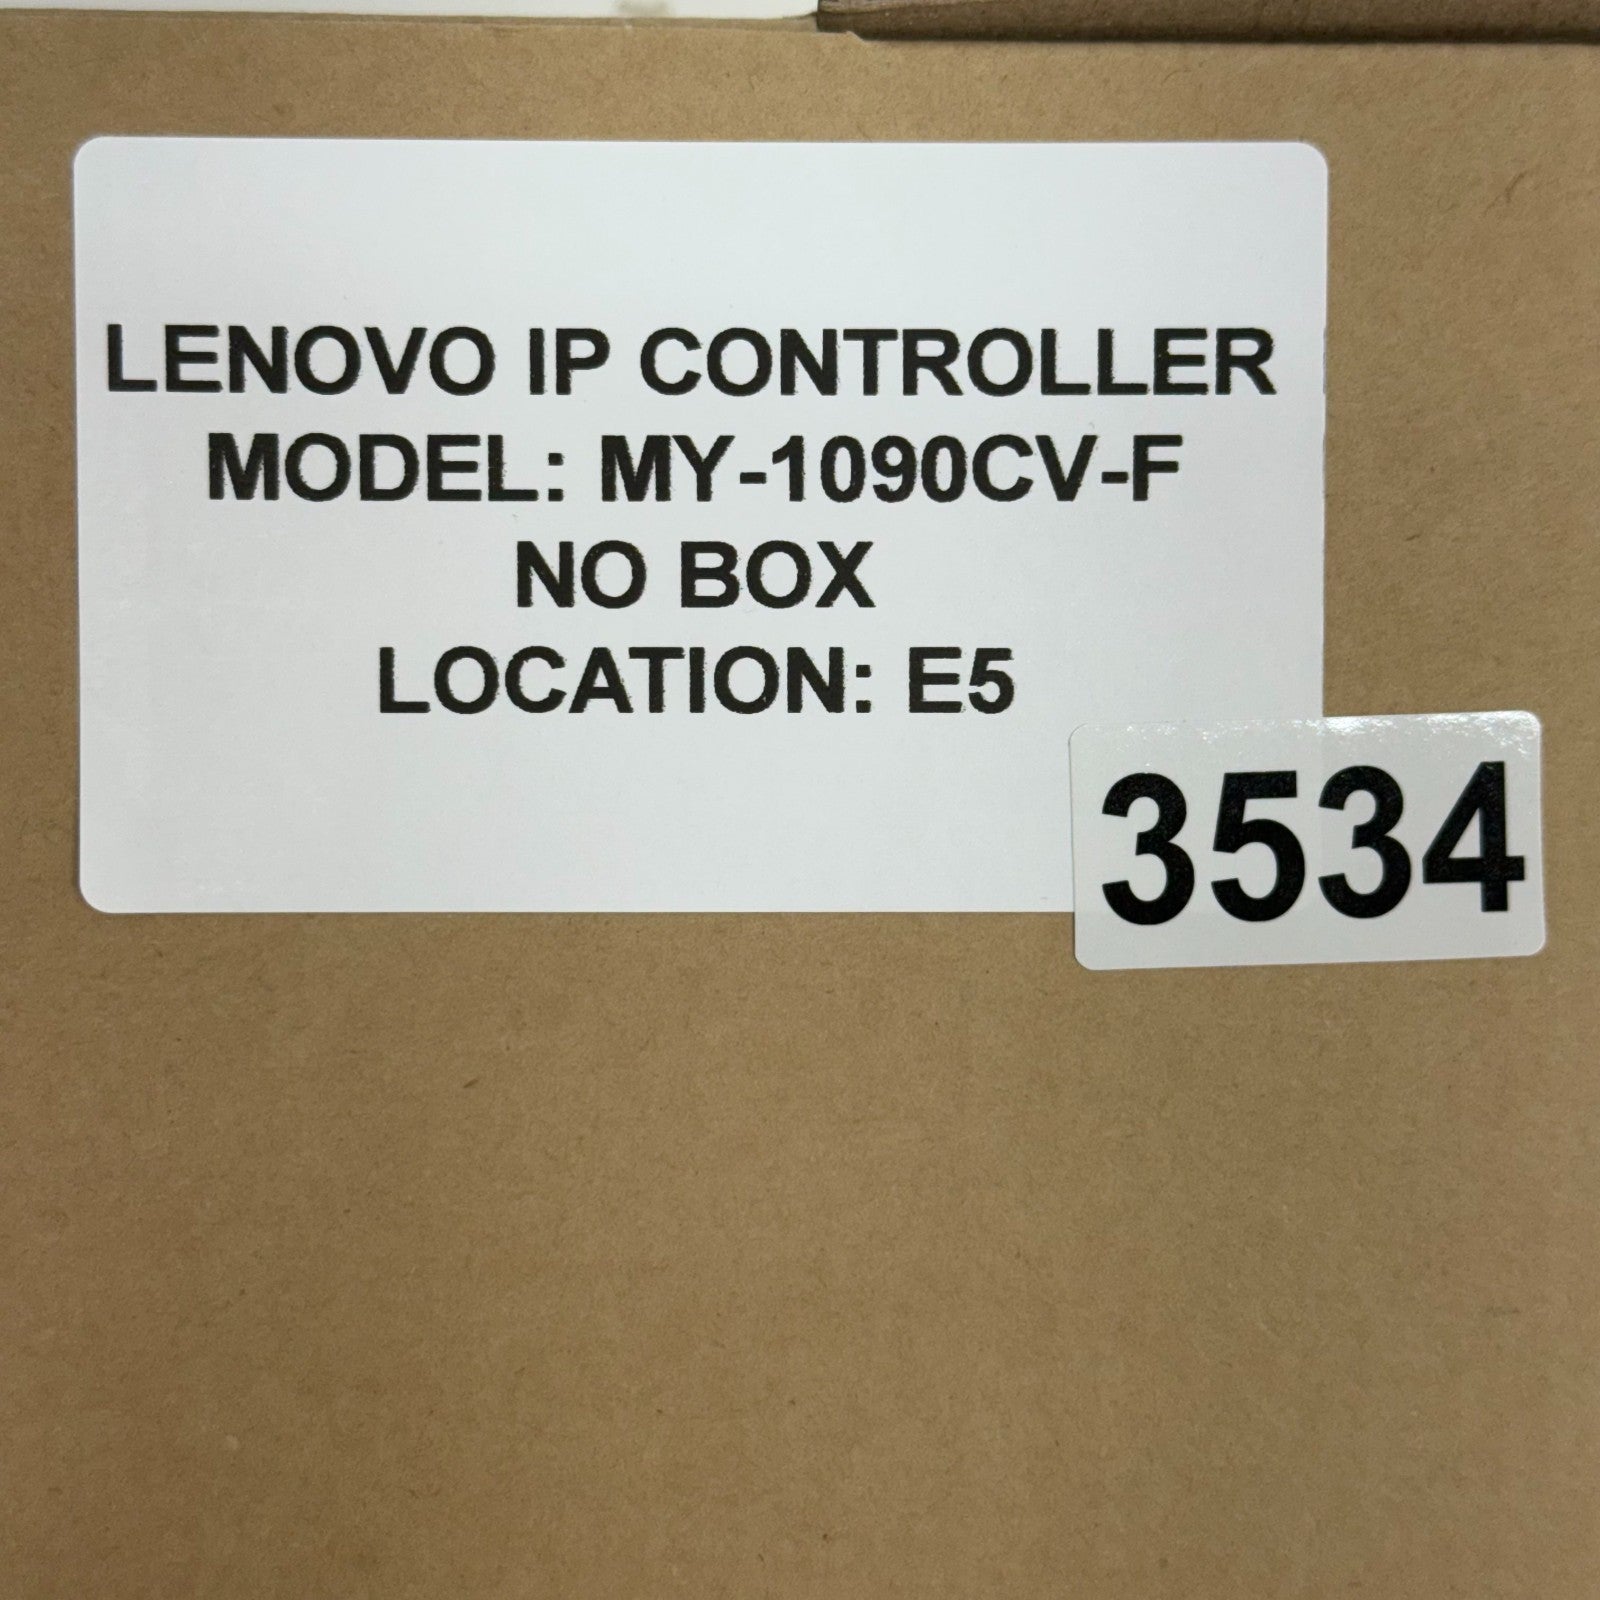 LENOVO IP CONTROLLER
MODEL: MY-1090CV-F
NO BOX
LOCATION: E5
3534